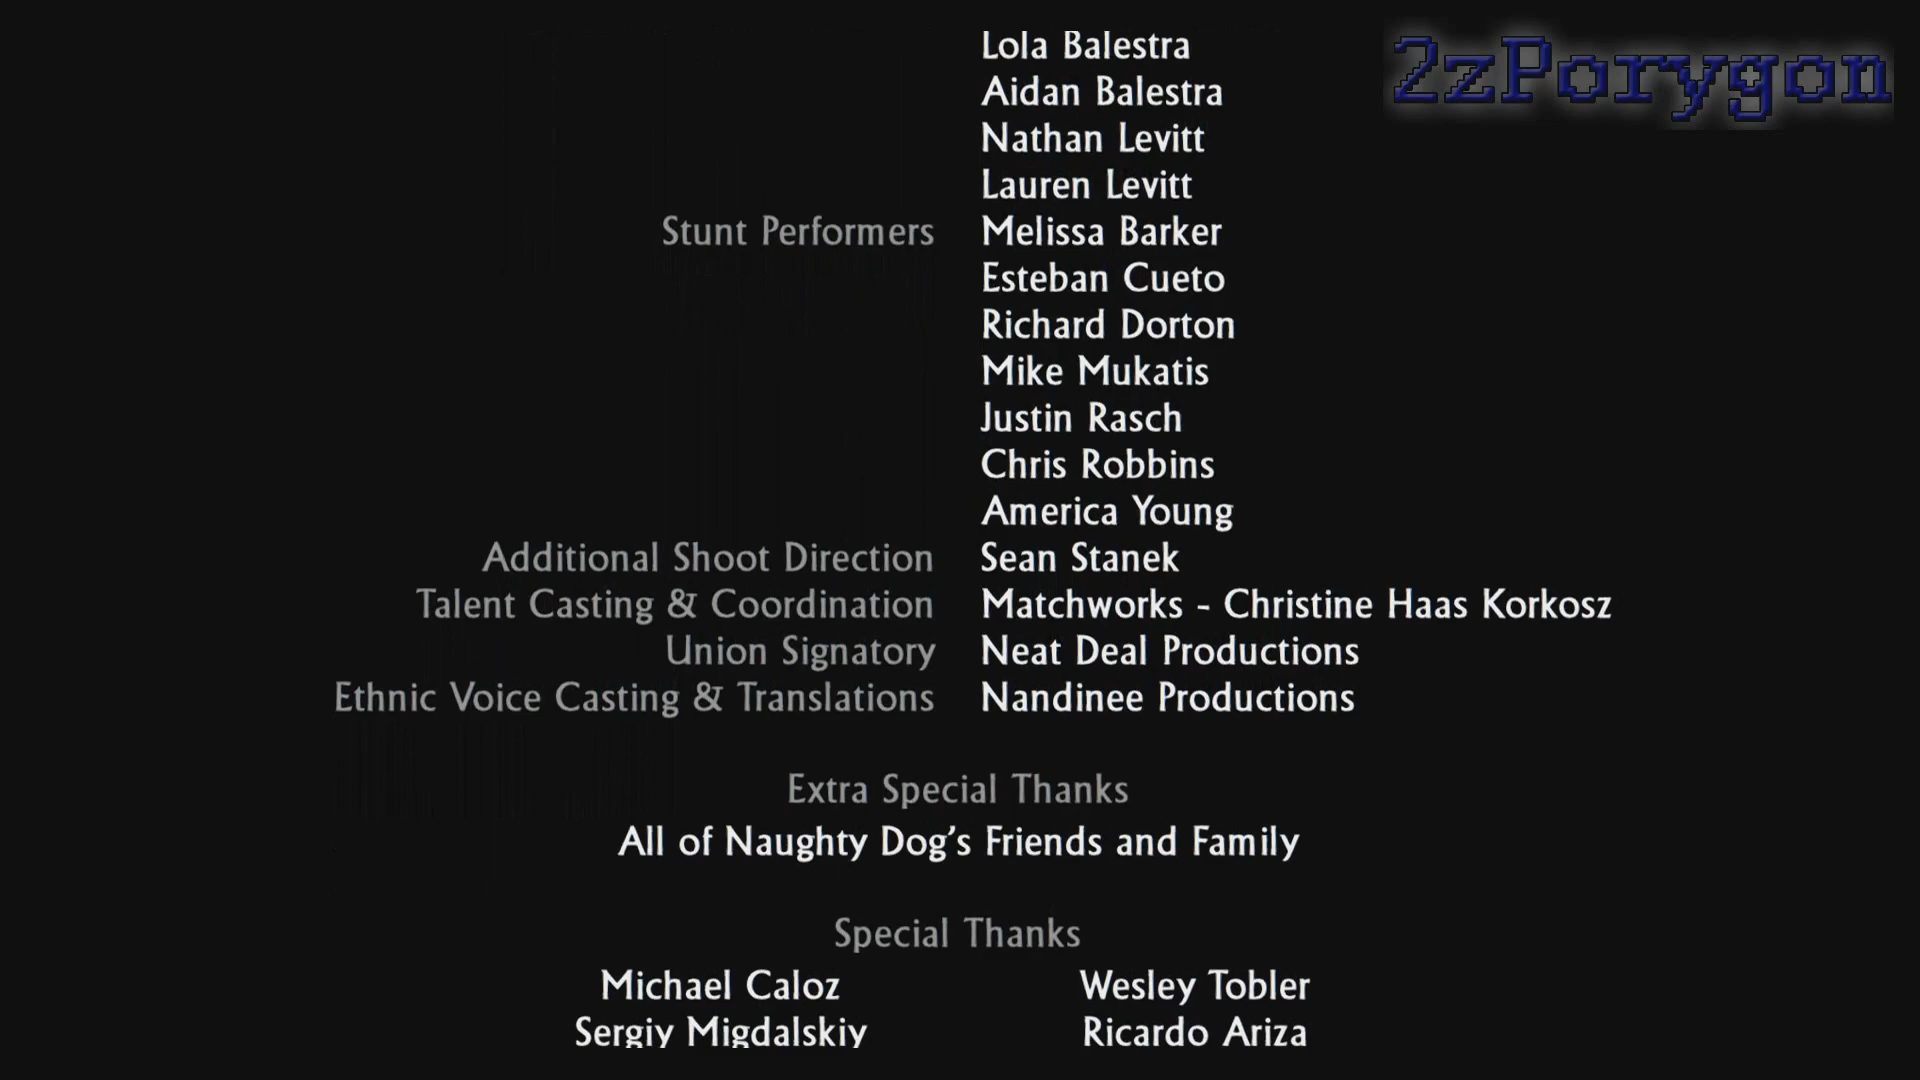 2zPorygon
Lola Balestra
Aidan Balestra
Nathan Levitt
Lauren Levitt
Stunt Performers Melissa Barker
Esteban Cueto
Richard Dorton
Mike Mukatis
Justin Rasch
Chris Robbins
America Young
Additional Shoot Direction Sean Stanek
Talent Casting & Coordination Matchworks - Christine Haas Korkosz
Union Signatory Neat Deal Productions
Ethnic Voice Casting & Translations Nandinee Productions
Extra Special Thanks
All of Naughty Dog’s Friends and Family
Special Thanks
Michael Caloz Wesley Tobler
Sergiy Migdalskiy Ricardo Ariza